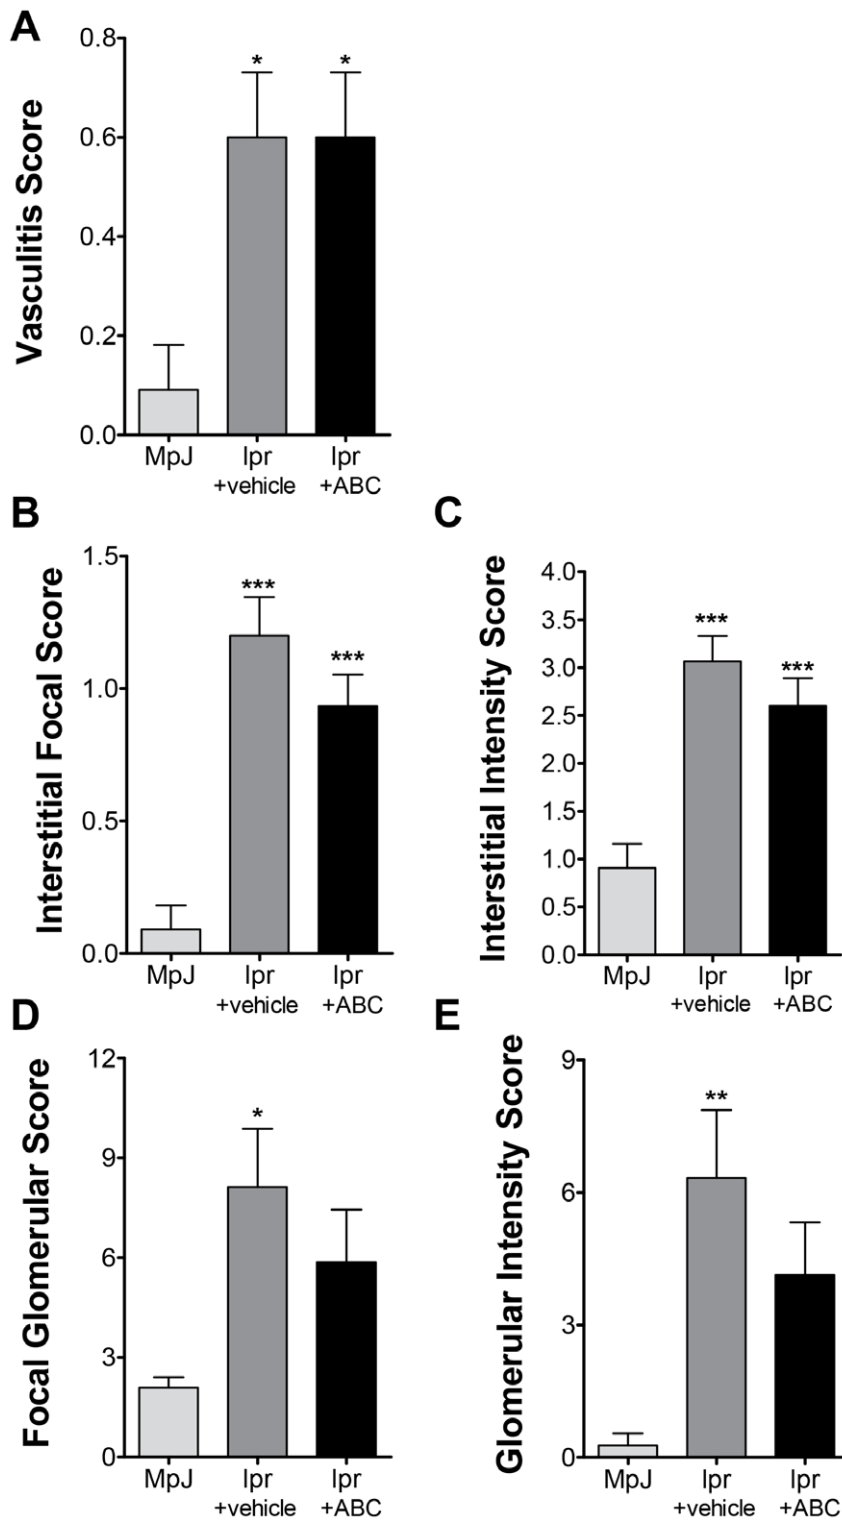 A
Vasculitis Score
0.8
0.6
0.4
0.2
0.0
* *
MpJ lpr lpr
+vehicle +ABC
B
Interstitial Focal Score
1.5
1.0
0.5
0.0
*** ***
MpJ lpr lpr
+vehicle +ABC
C
Interstitial Intensity Score
4.0
3.5
3.0
2.5
2.0
1.5
1.0
0.5
0.0
*** ***
MpJ lpr lpr
+vehicle +ABC
D
Focal Glomerular Score
12
9
6
3
0
*
MpJ lpr lpr
+vehicle +ABC
E
Glomerular Intensity Score
9
6
3
0
**
MpJ lpr lpr
+vehicle +ABC